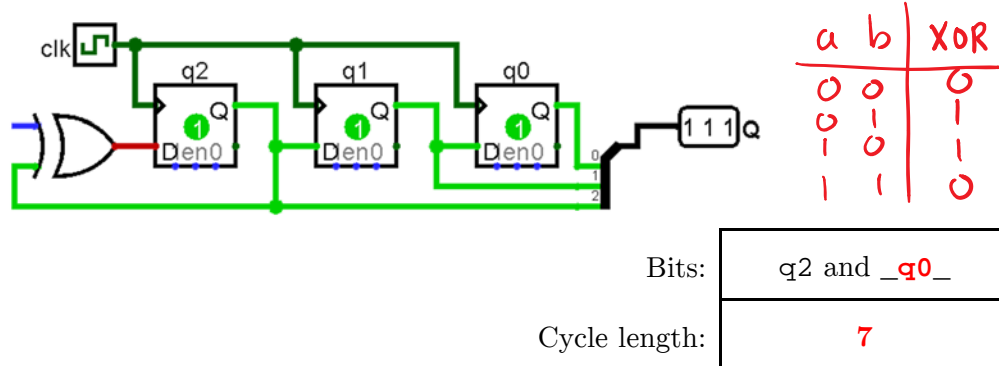 clk
q2 q1 q0
Q Q Q
1 1 1
D en0 D en0 D en0
0
1
2
1 1 1 Q
a b XOR
0 0 0
0 1 1
1 0 1
1 1 0
Bits: q2 and _q0_
Cycle length: 7